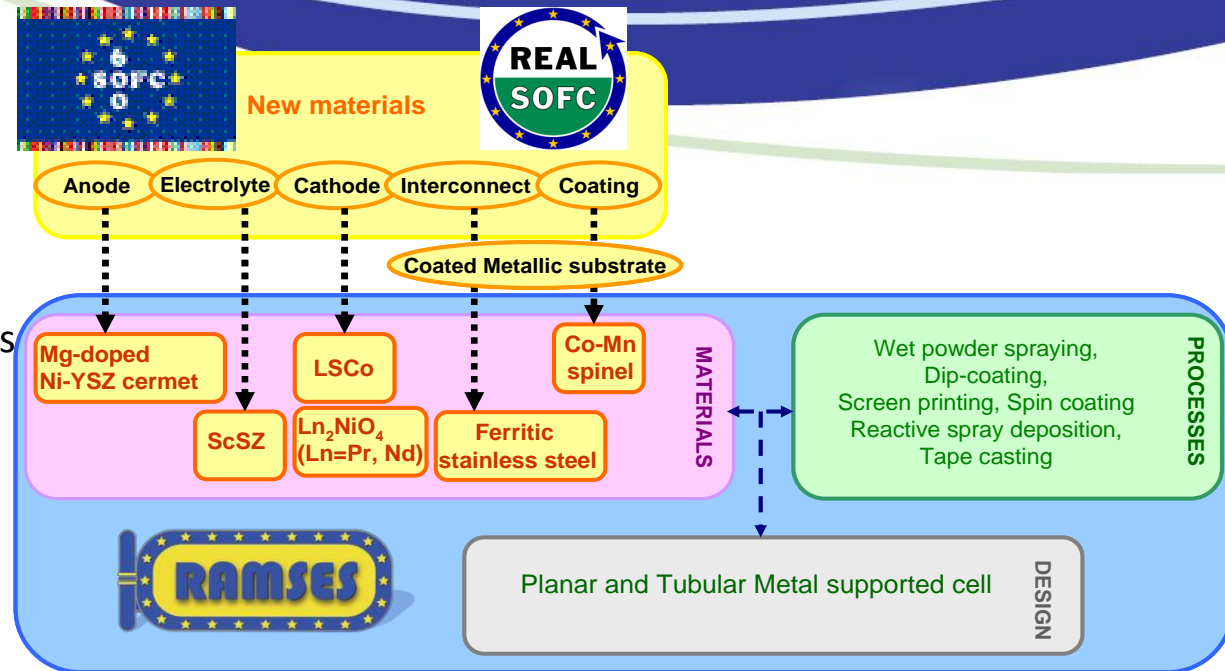 6
SOFC
0
REAL
SOFC
New materials
Anode
Electrolyte
Cathode
Interconnect
Coating
Coated Metallic substrate
s
Mg-doped
Ni-YSZ cermet
ScSZ
LSCo
Ln₂NiO₄
(Ln=Pr, Nd)
Ferritic
stainless steel
Co-Mn
spinel
MATERIALS
Wet powder spraying,
Dip-coating,
Screen printing, Spin coating
Reactive spray deposition,
Tape casting
PROCESSES
RAMSES
Planar and Tubular Metal supported cell
DESIGN